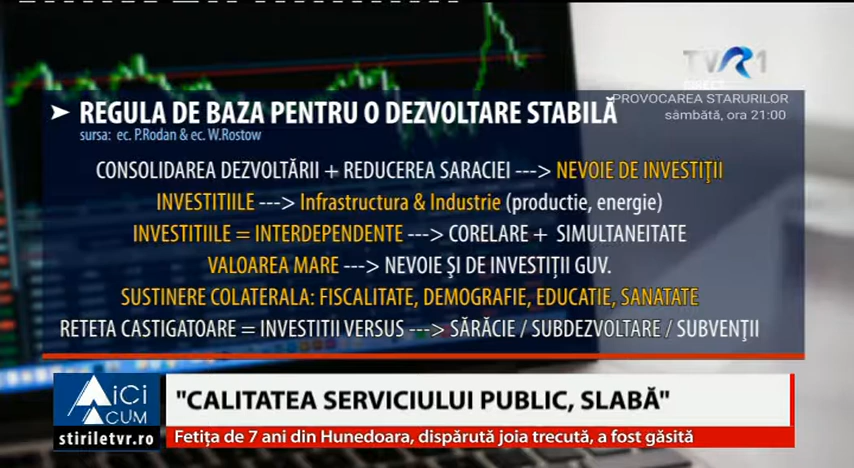 TVR1
DIRECT
PROVOCAREA STARURILOR
sâmbătă, ora 21:00
➤ REGULA DE BAZA PENTRU O DEZVOLTARE STABILĂ
sursa: ec. P.Rodan & ec. W.Rostow
CONSOLIDAREA DEZVOLTĂRII + REDUCEREA SARACIEI ---> NEVOIE DE INVESTIŢII
INVESTITIILE ---> Infrastructura & Industrie (productie, energie)
INVESTITIILE = INTERDEPENDENTE ---> CORELARE + SIMULTANEITATE
VALOAREA MARE ---> NEVOIE ŞI DE INVESTIȚII GUV.
SUSTINERE COLATERALA: FISCALITATE, DEMOGRAFIE, EDUCATIE, SANATATE
RETETA CASTIGATOARE = INVESTITII VERSUS ---> SĂRĂCIE / SUBDEZVOLTARE / SUBVENŢII
AiCi
ACUM
stiriletvr.ro
"CALITATEA SERVICIULUI PUBLIC, SLABĂ"
Fetița de 7 ani din Hunedoara, dispărută joia trecută, a fost găsită